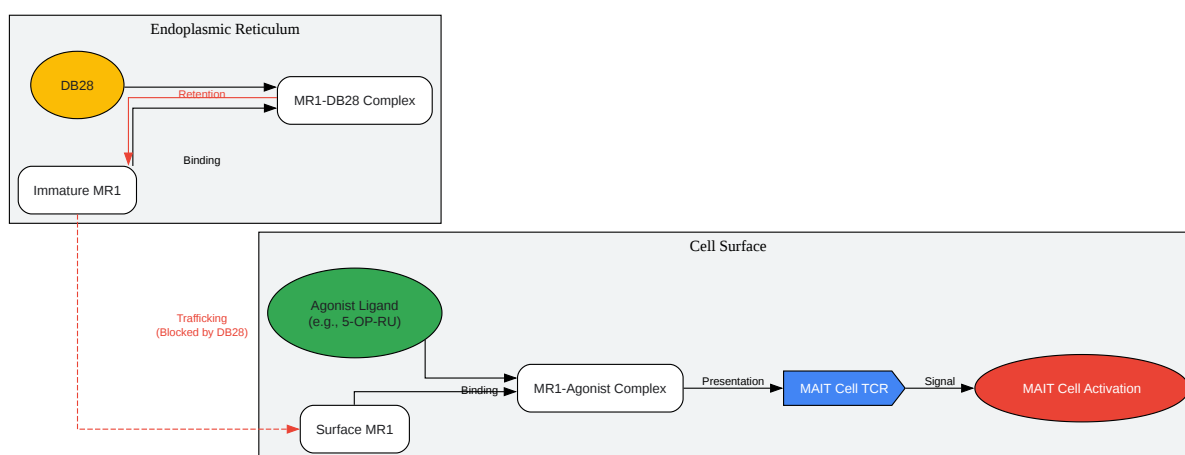 Endoplasmic Reticulum
DB28
Retention
MR1-DB28 Complex
Binding
Immature MR1
Cell Surface
Trafficking
(Blocked by DB28)
Agonist Ligand
(e.g., 5-OP-RU)
Binding
MR1-Agonist Complex
Presentation
MAIT Cell TCR
Signal
MAIT Cell Activation
Surface MR1